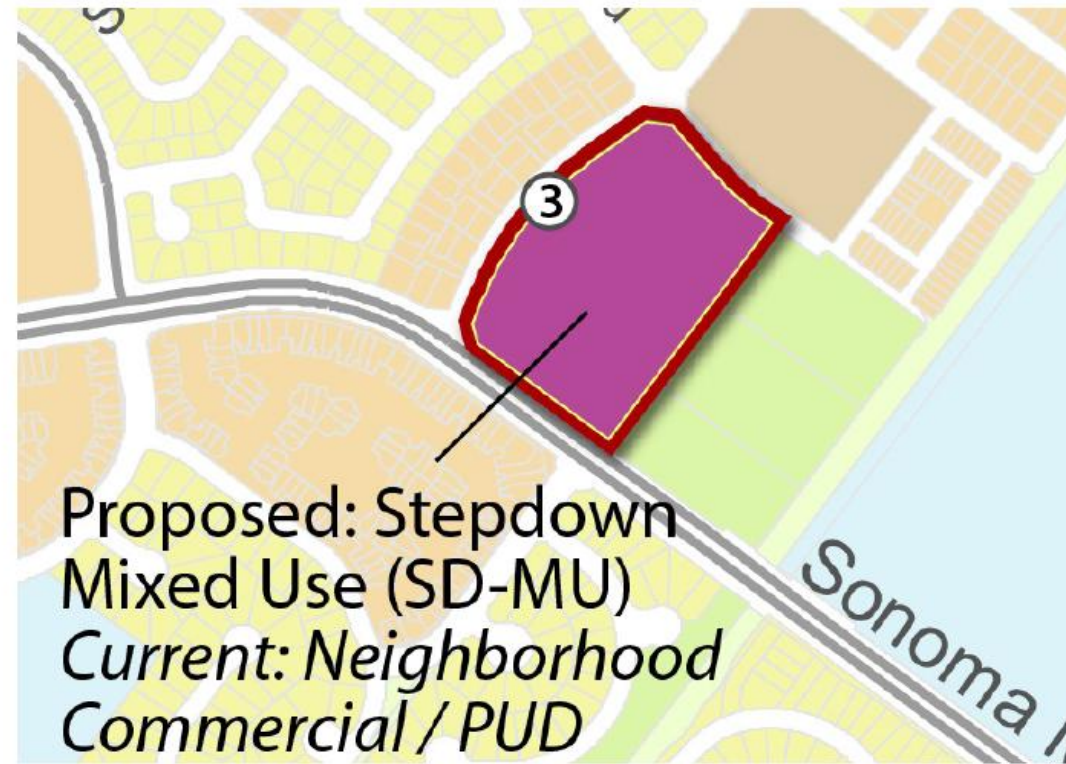 3
Proposed: Stepdown
Mixed Use (SD-MU)
Current: Neighborhood
Commercial / PUD
Sonoma